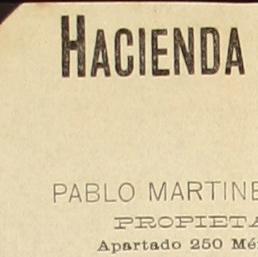 HACIENDA
PABLO MARTINE
PROPIETA
Apartado 250 Mé